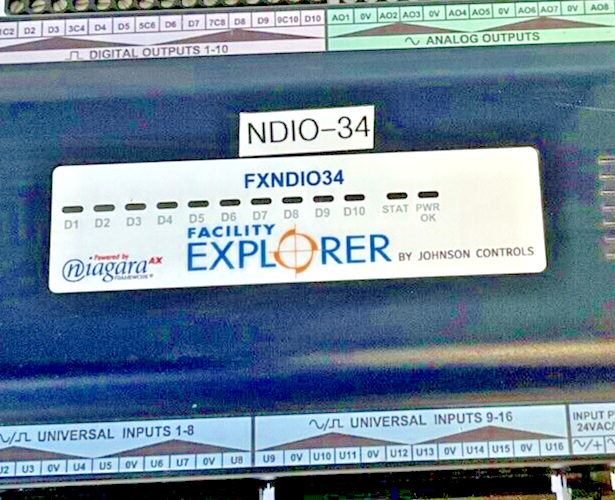 1C2 D2 D3 3C4 D4 D5 5C6 D6 D7 7C8 D8 D9 9C10 D10
DIGITAL OUTPUTS 1-10
AO1 0V AO2 AO3 0V AO4 AO5 0V AO6 AO7 0V AO8
ANALOG OUTPUTS
NDIO-34
FXNDIO34
D1 D2 D3 D4 D5 D6 D7 D8 D9 D10 STAT PWR
OK
Powered by
niagara AX
FRAMEWORK®
FACILITY
EXPLORER BY JOHNSON CONTROLS
UNIVERSAL INPUTS 1-8
U2 U3 0V U4 U5 0V U6 U7 0V U8
UNIVERSAL INPUTS 9-16
U9 0V U10 U11 0V U12 U13 0V U14 U15 0V U16
INPUT P
24VAC/